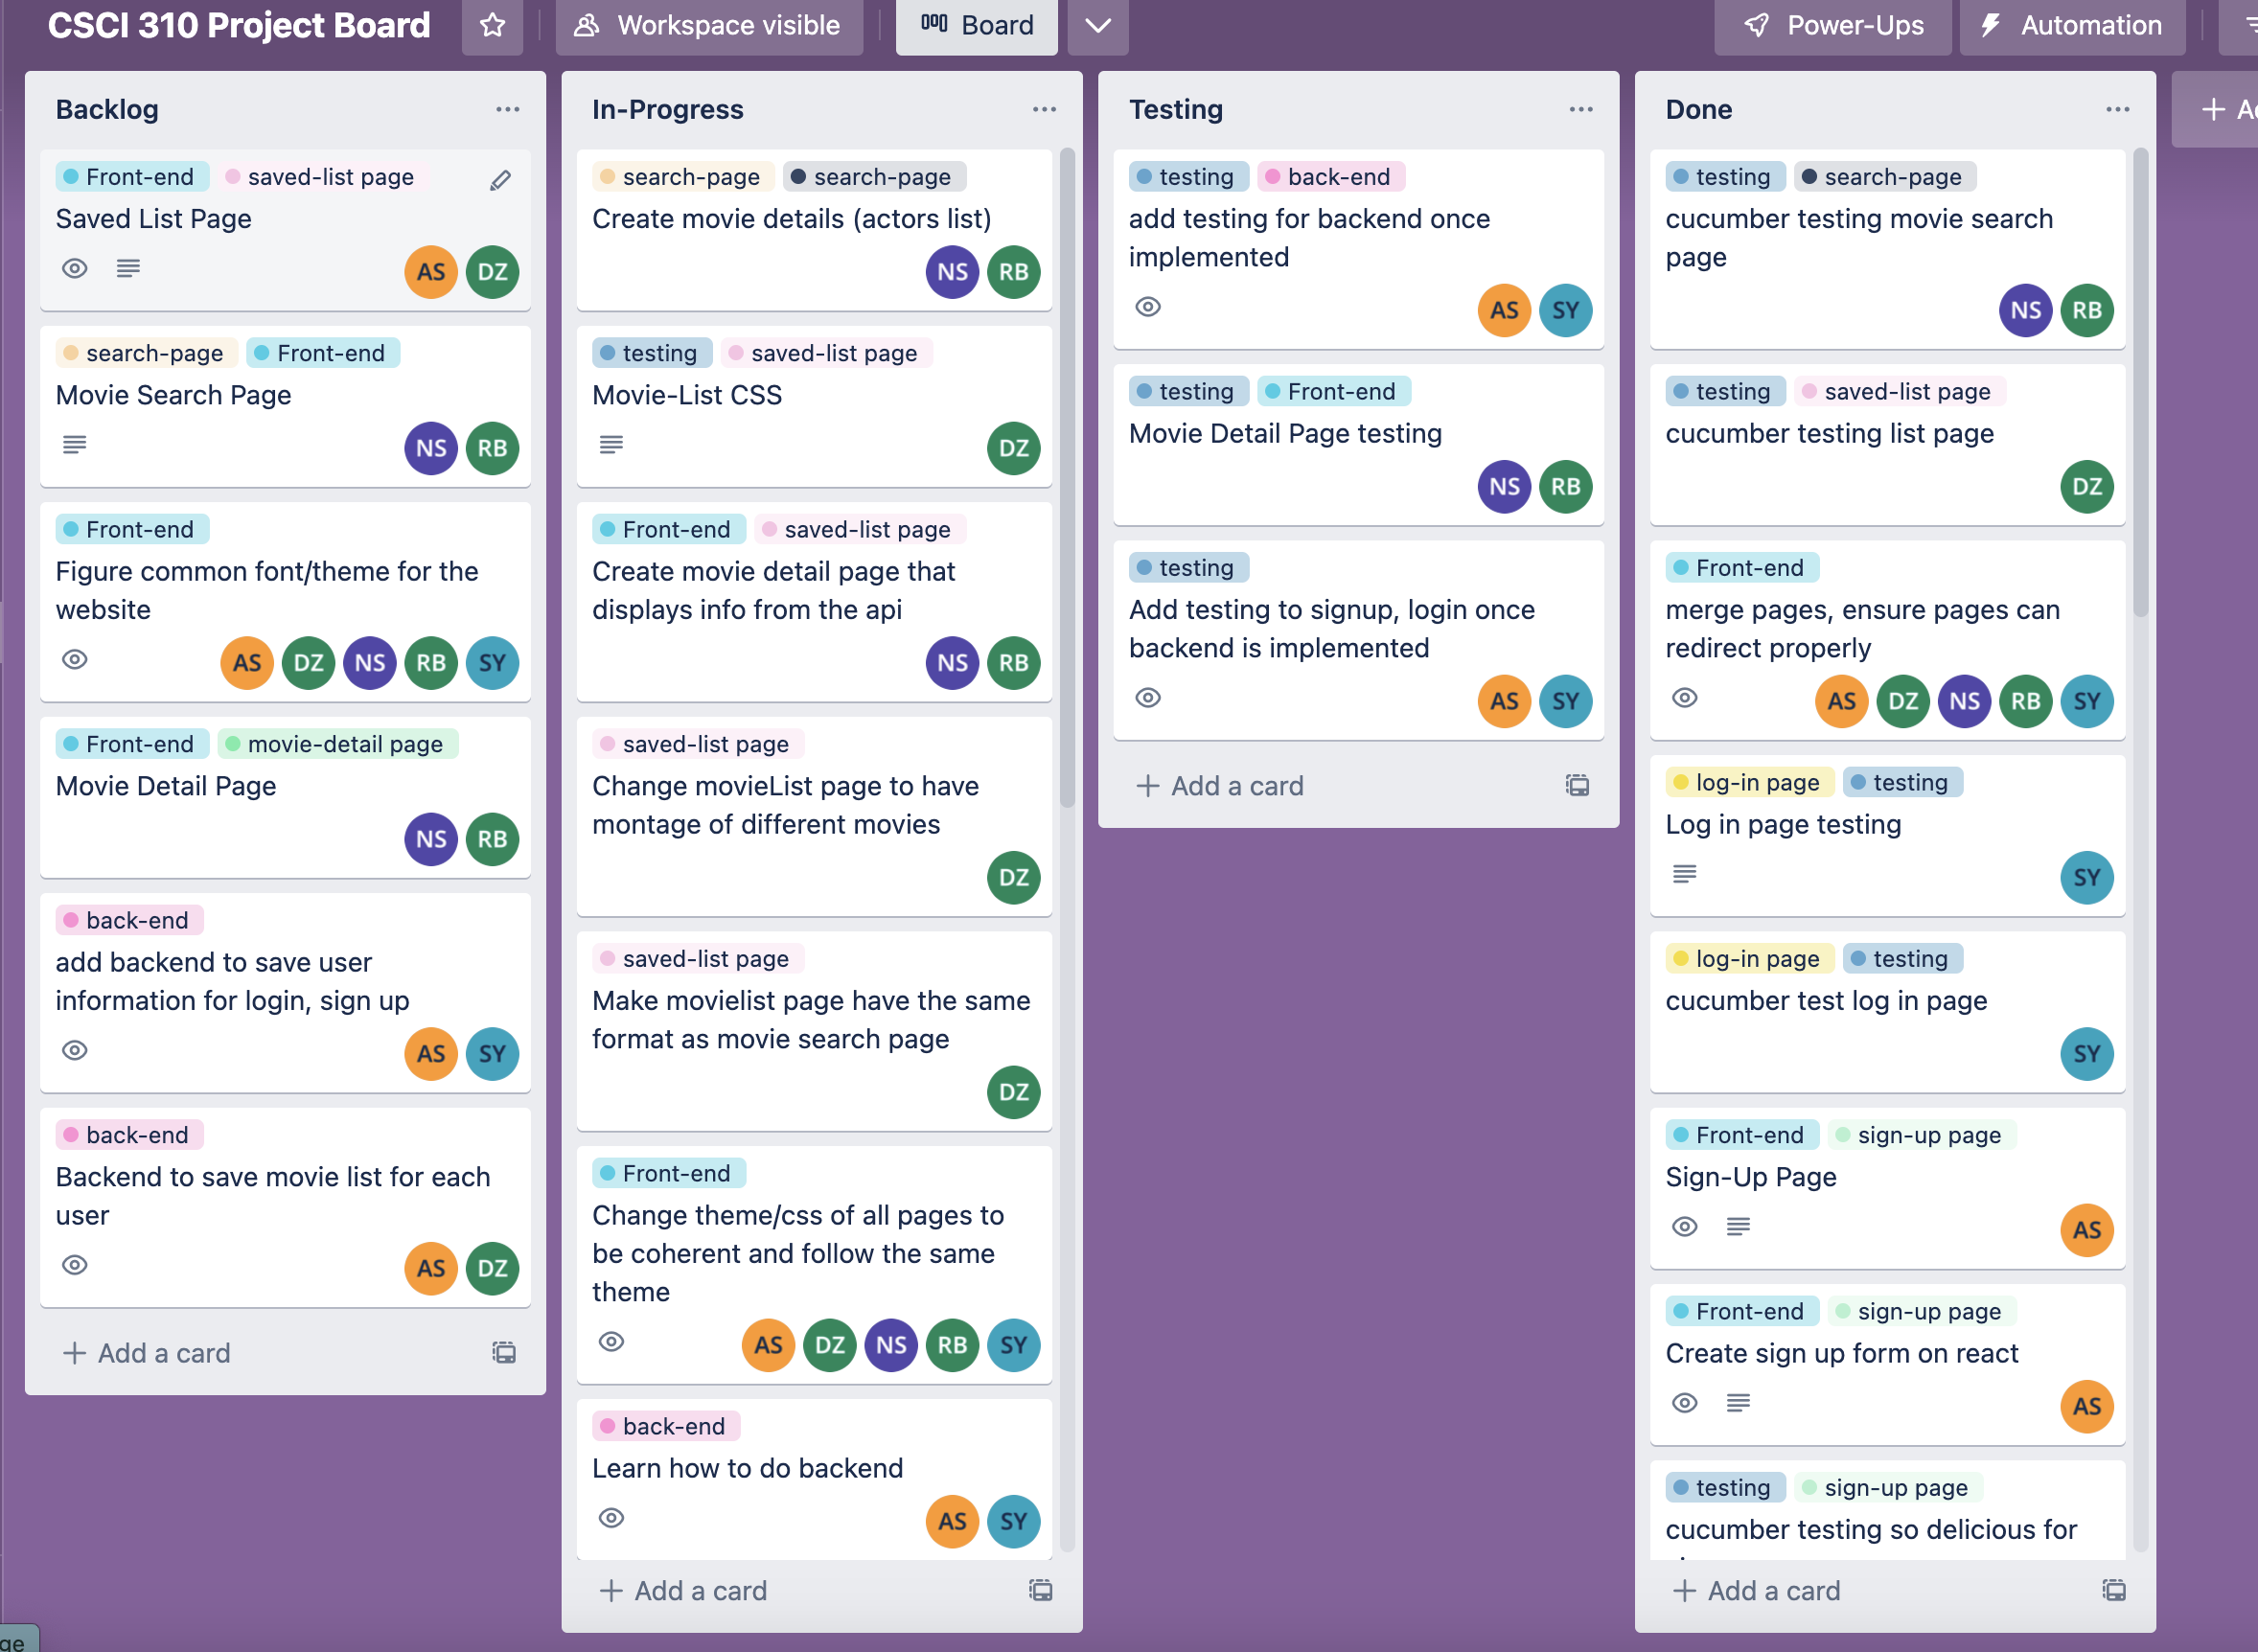 CSCI 310 Project Board
Workspace visible
Board
Power-Ups
Automation
Backlog
Front-end saved-list page
Saved List Page
AS DZ
search-page Front-end
Movie Search Page
NS RB
Front-end
Figure common font/theme for the
website
AS DZ NS RB SY
Front-end movie-detail page
Movie Detail Page
NS RB
back-end
add backend to save user
information for login, sign up
AS SY
back-end
Backend to save movie list for each
user
AS DZ
+ Add a card
In-Progress
search-page search-page
Create movie details (actors list)
NS RB
testing saved-list page
Movie-List CSS
DZ
Front-end saved-list page
Create movie detail page that
displays info from the api
NS RB
saved-list page
Change movieList page to have
montage of different movies
DZ
saved-list page
Make movielist page have the same
format as movie search page
DZ
Front-end
Change theme/css of all pages to
be coherent and follow the same
theme
AS DZ NS RB SY
back-end
Learn how to do backend
AS SY
+ Add a card
Testing
testing back-end
add testing for backend once
implemented
AS SY
testing Front-end
Movie Detail Page testing
NS RB
testing
Add testing to signup, login once
backend is implemented
AS SY
+ Add a card
Done
testing search-page
cucumber testing movie search
page
NS RB
testing saved-list page
cucumber testing list page
DZ
Front-end
merge pages, ensure pages can
redirect properly
AS DZ NS RB SY
log-in page testing
Log in page testing
SY
log-in page testing
cucumber test log in page
SY
Front-end sign-up page
Sign-Up Page
AS
Front-end sign-up page
Create sign up form on react
AS
testing sign-up page
cucumber testing so delicious for
+ Add a card